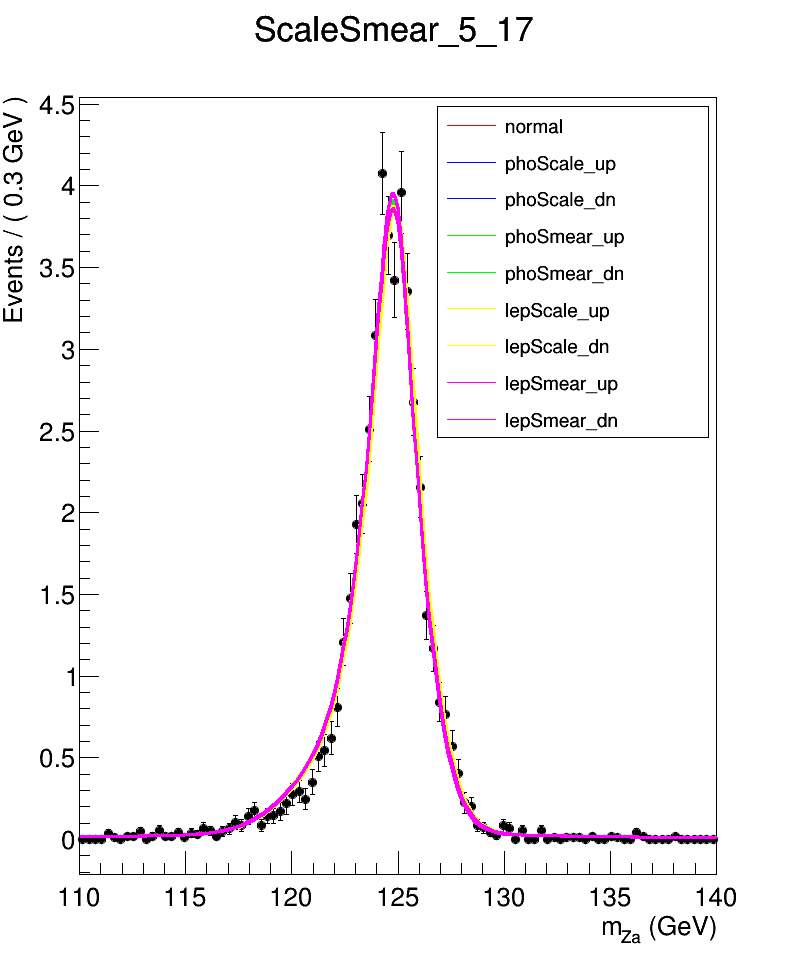 ScaleSmear_5_17
Events / ( 0.3 GeV )
4.5
4
3.5
3
2.5
2
1.5
1
0.5
0
normal
phoScale_up
phoScale_dn
phoSmear_up
phoSmear_dn
lepScale_up
lepScale_dn
lepSmear_up
lepSmear_dn
110 115 120 125 130 135 140
m_Za (GeV)